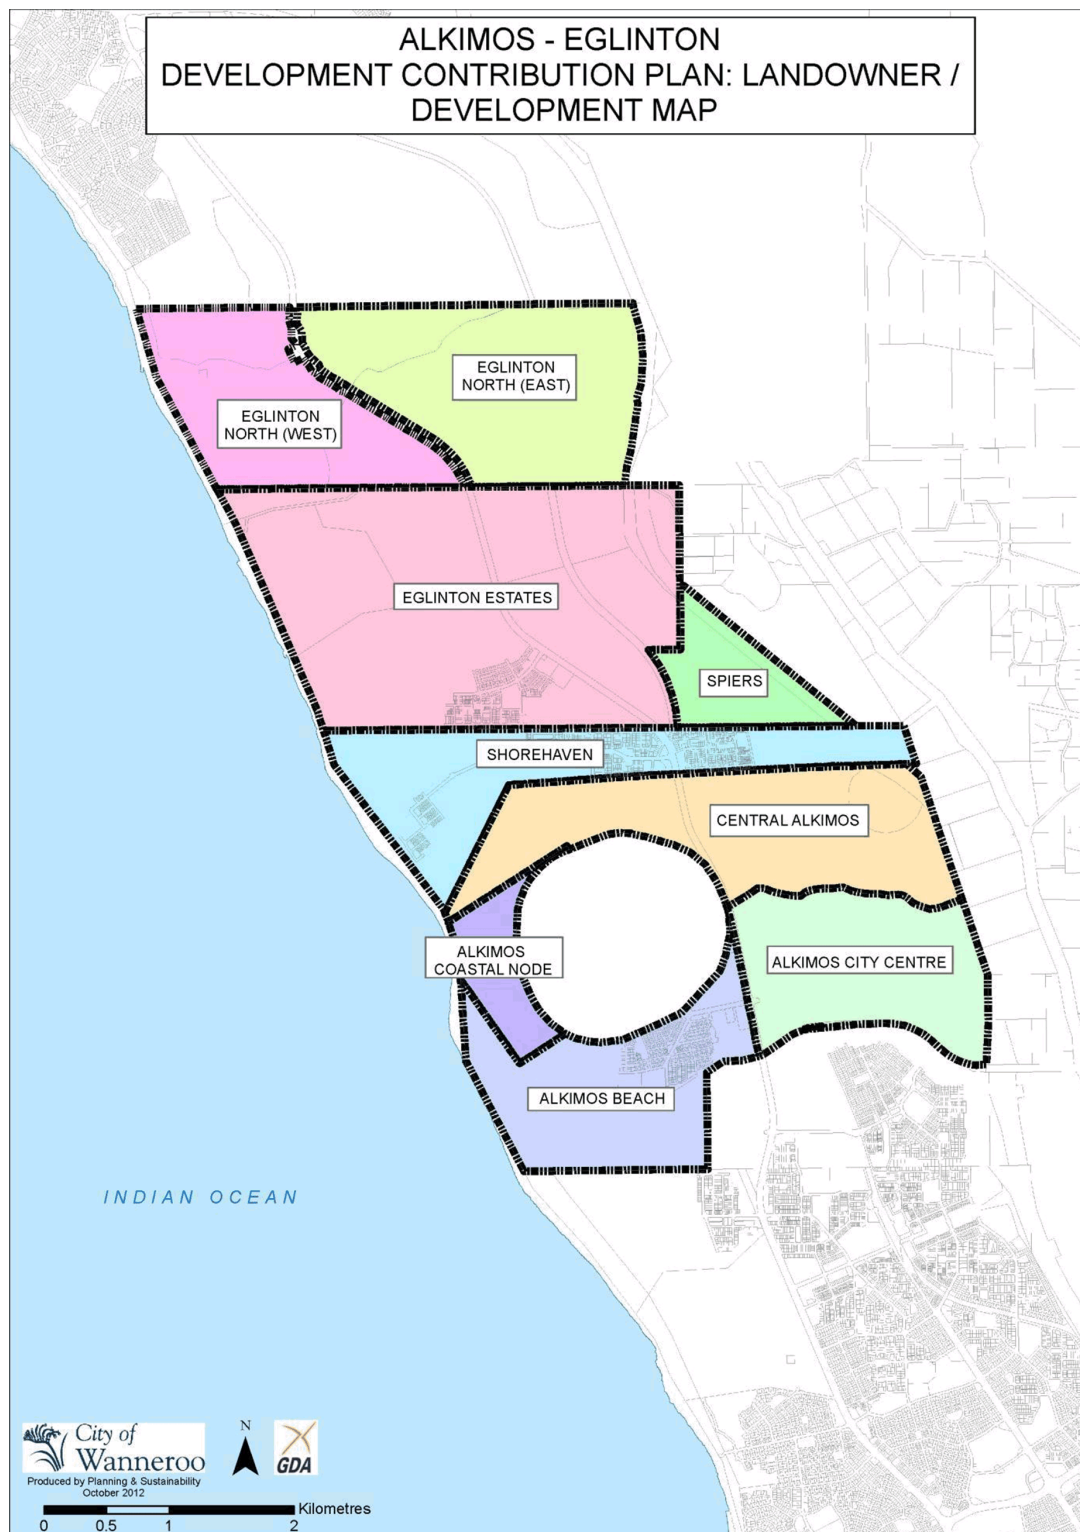 ALKIMOS - EGLINTON
DEVELOPMENT CONTRIBUTION PLAN: LANDOWNER /
DEVELOPMENT MAP
EGLINTON
NORTH (EAST)
EGLINTON
NORTH (WEST)
EGLINTON ESTATES
SPIERS
SHOREHAVEN
CENTRAL ALKIMOS
ALKIMOS
COASTAL NODE
ALKIMOS CITY CENTRE
ALKIMOS BEACH
INDIAN OCEAN
City of
Wanneroo
N
GDA
Produced by Planning & Sustainability
October 2012
Kilometres
0 0.5 1 2